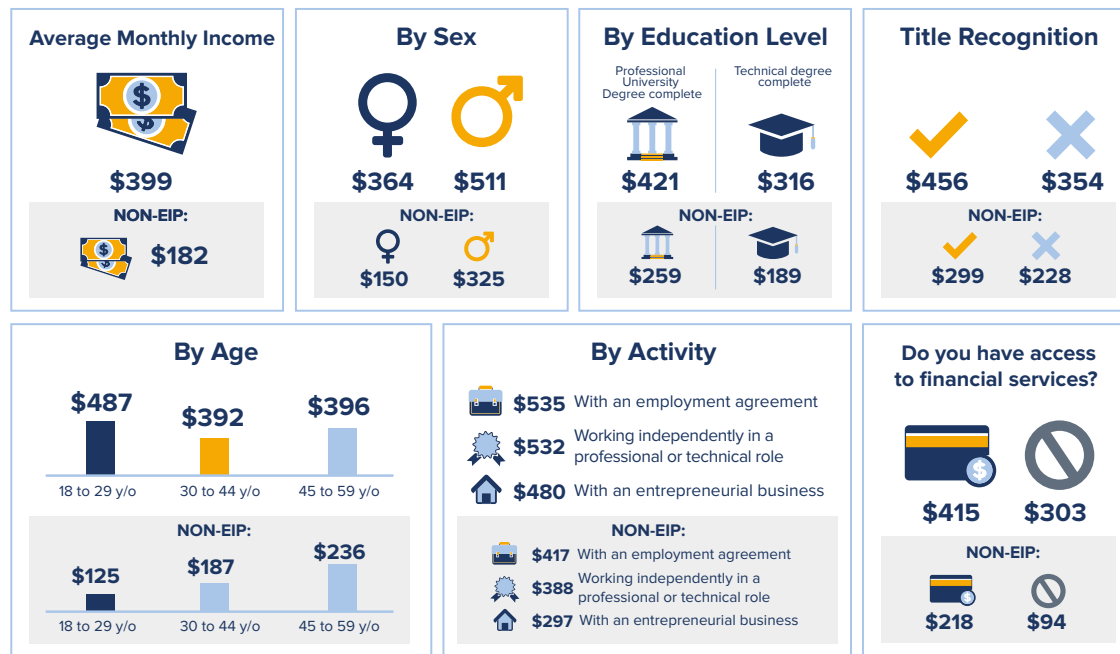 Average Monthly Income
$399
NON-EIP:
$182
By Sex
$364 $511
NON-EIP:
$150 $325
By Education Level
Professional
University
Degree complete
Technical degree
complete
$421 $316
NON-EIP:
$259 $189
Title Recognition
$456 $354
NON-EIP:
$299 $228
By Age
$487 $392 $396
18 to 29 y/o 30 to 44 y/o 45 to 59 y/o
NON-EIP:
$125 $187 $236
18 to 29 y/o 30 to 44 y/o 45 to 59 y/o
By Activity
$535 With an employment agreement
$532 Working independently in a
professional or technical role
$480 With an entrepreneurial business
NON-EIP:
$417 With an employment agreement
$388 Working independently in a
professional or technical role
$297 With an entrepreneurial business
Do you have access
to financial services?
$415 $303
NON-EIP:
$218 $94